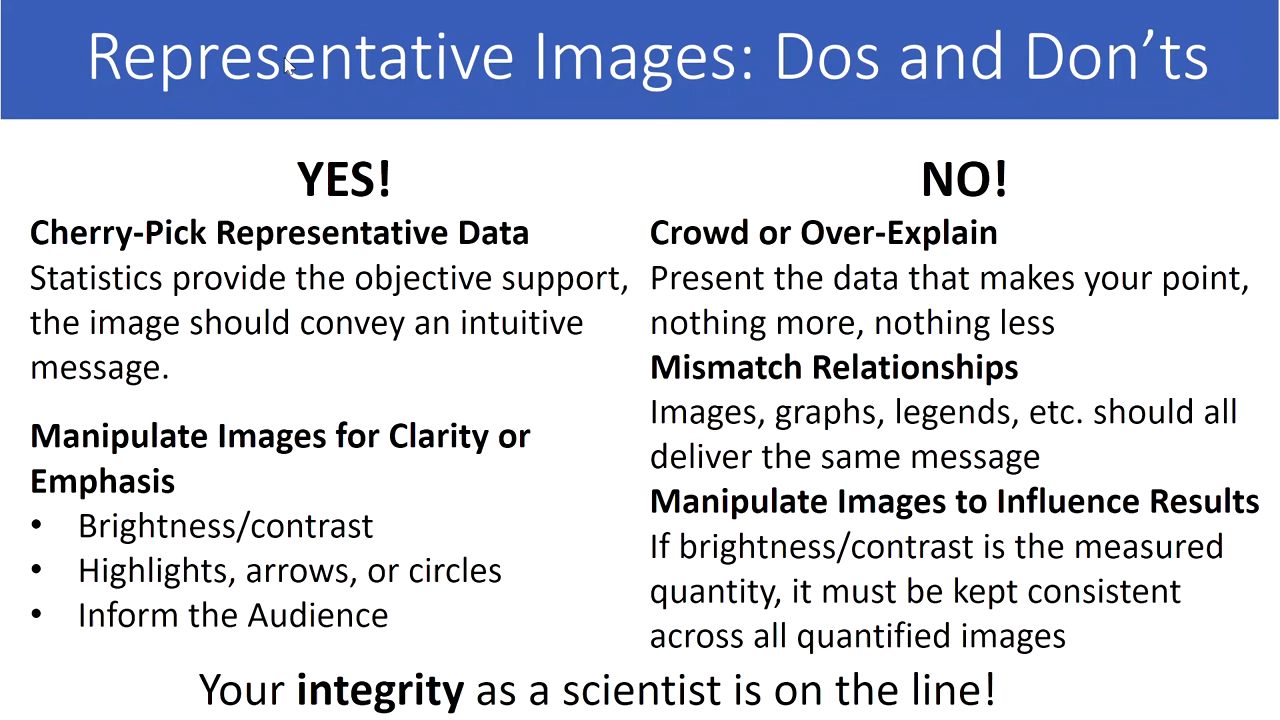 Representative Images: Dos and Don’ts
YES!
Cherry-Pick Representative Data
Statistics provide the objective support,
the image should convey an intuitive
message.
Manipulate Images for Clarity or
Emphasis
• Brightness/contrast
• Highlights, arrows, or circles
• Inform the Audience
NO!
Crowd or Over-Explain
Present the data that makes your point,
nothing more, nothing less
Mismatch Relationships
Images, graphs, legends, etc. should all
deliver the same message
Manipulate Images to Influence Results
If brightness/contrast is the measured
quantity, it must be kept consistent
across all quantified images
Your integrity as a scientist is on the line!